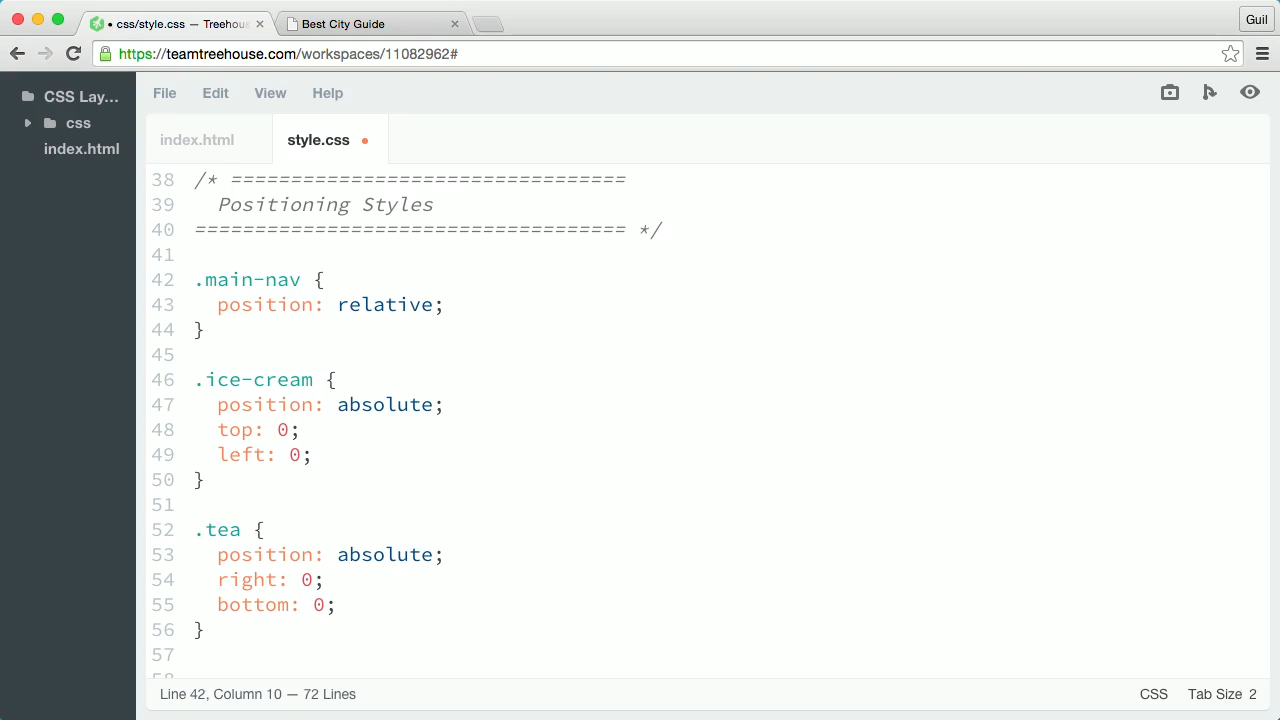 css/style.css — Treehous
Best City Guide
Guil
https://teamtreehouse.com/workspaces/11082962#
CSS Lay...
css
index.html
File Edit View Help
index.html
style.css
38 /* =================================
39 Positioning Styles
40 ==================================== */
41
42 .main-nav {
43 position: relative;
44 }
45
46 .ice-cream {
47 position: absolute;
48 top: 0;
49 left: 0;
50 }
51
52 .tea {
53 position: absolute;
54 right: 0;
55 bottom: 0;
56 }
57
Line 42, Column 10 — 72 Lines
CSS Tab Size 2